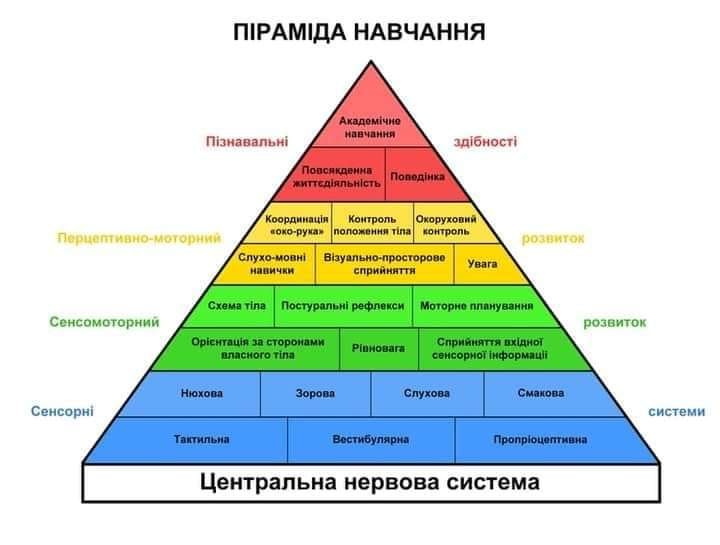 ПІРАМІДА НАВЧАННЯ
Академічне
навчання
Пізнавальні здібності
Повсякденна
життєдіяльність
Поведінка
Координація
«око-рука»
Контроль
положення тіла
Окоруховий
контроль
Перцептивно-моторний розвиток
Слухо-мовні
навички
Візуально-просторове
сприйняття
Увага
Схема тіла
Постуральні рефлекси
Моторне планування
Сенсомоторний розвиток
Орієнтація за сторонами
власного тіла
Рівновага
Сприйняття вхідної
сенсорної інформації
Нюхова
Зорова
Слухова
Смакова
Сенсорні системи
Тактильна
Вестибулярна
Пропріоцептивна
Центральна нервова система